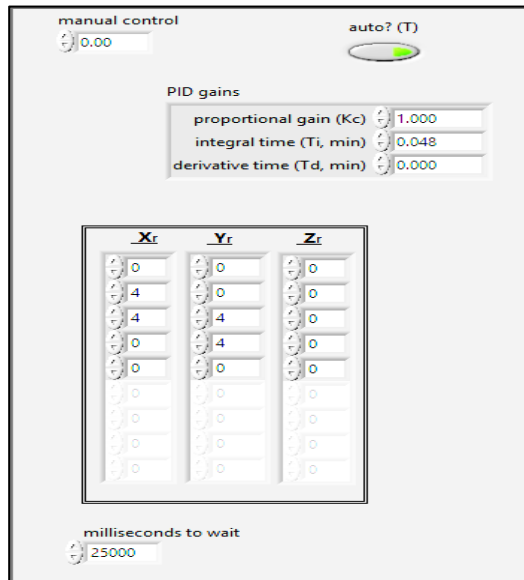 manual control
auto? (T)
0.00
PID gains
proportional gain (Kc) 1.000
integral time (Ti, min) 0.048
derivative time (Td, min) 0.000
Xr Yr Zr
0 0 0
4 0 0
4 4 0
0 4 0
0 0 0
0 0 0
0 0 0
0 0 0
0 0 0
milliseconds to wait
25000